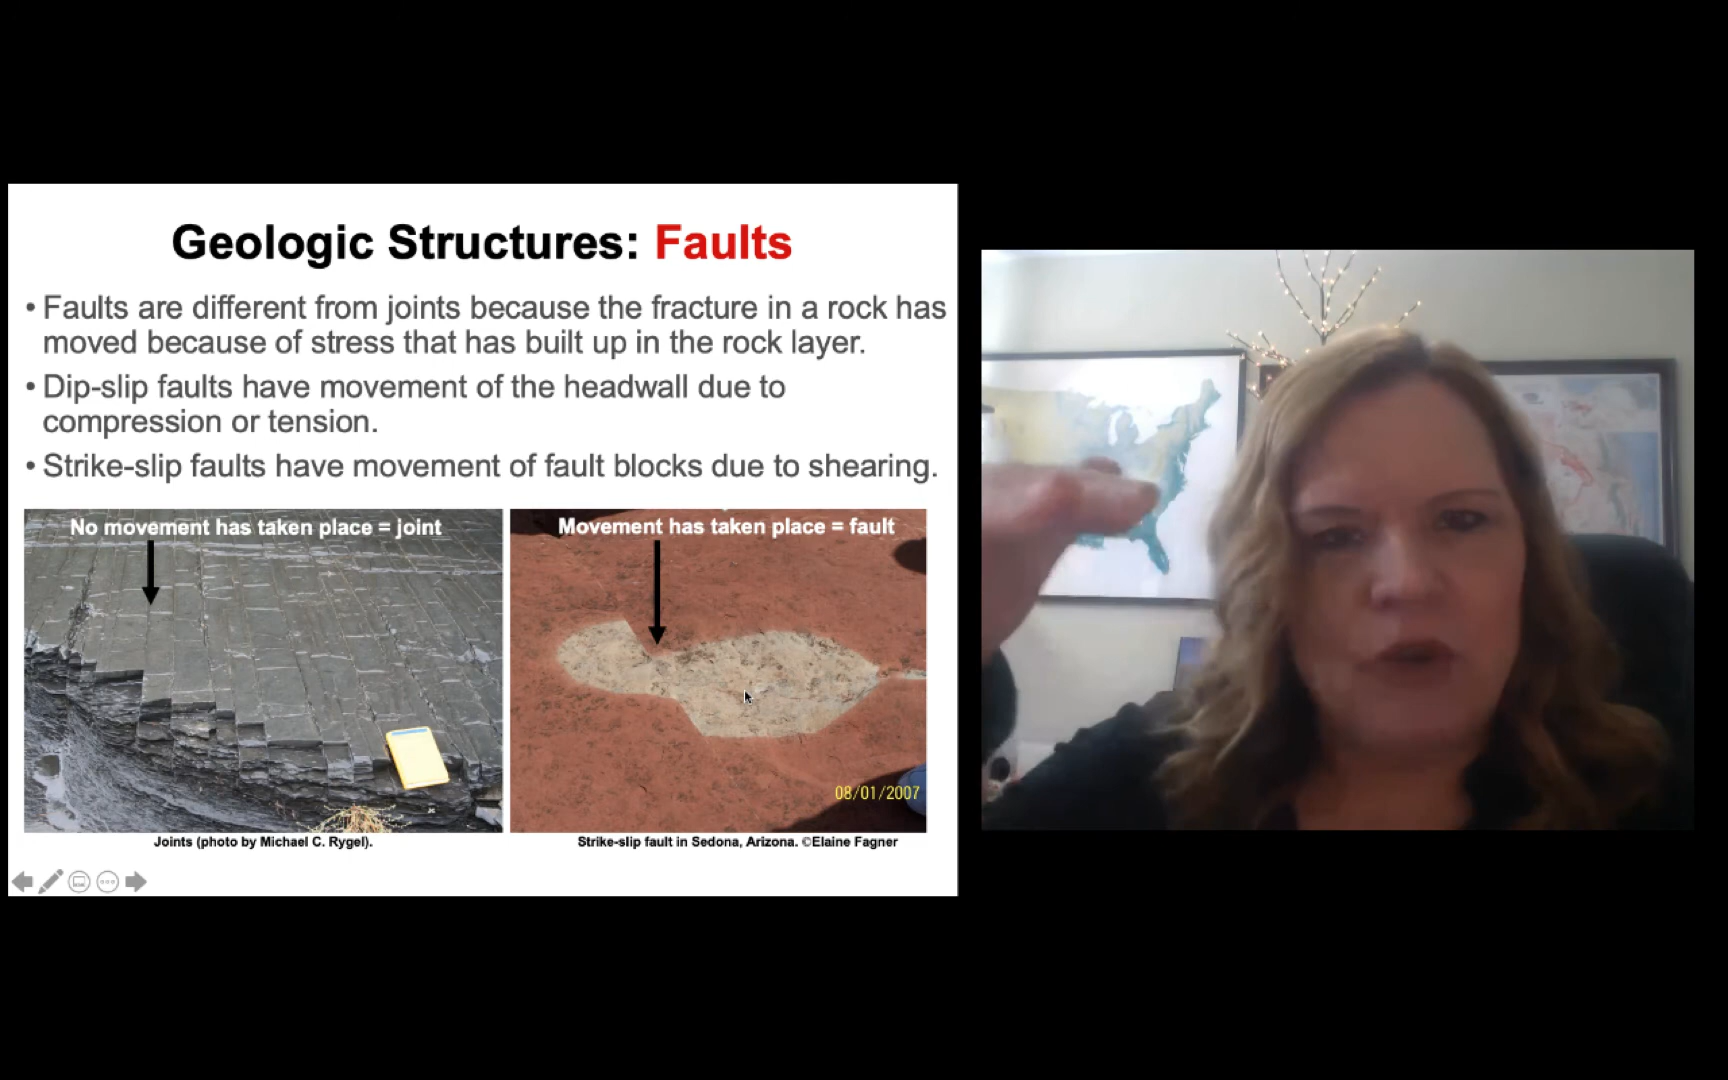 Geologic Structures: Faults
• Faults are different from joints because the fracture in a rock has
moved because of stress that has built up in the rock layer.
• Dip-slip faults have movement of the headwall due to
compression or tension.
• Strike-slip faults have movement of fault blocks due to shearing.
No movement has taken place = joint
Movement has taken place = fault
08/01/2007
Joints (photo by Michael C. Rygel).
Strike-slip fault in Sedona, Arizona. ©Elaine Fagner